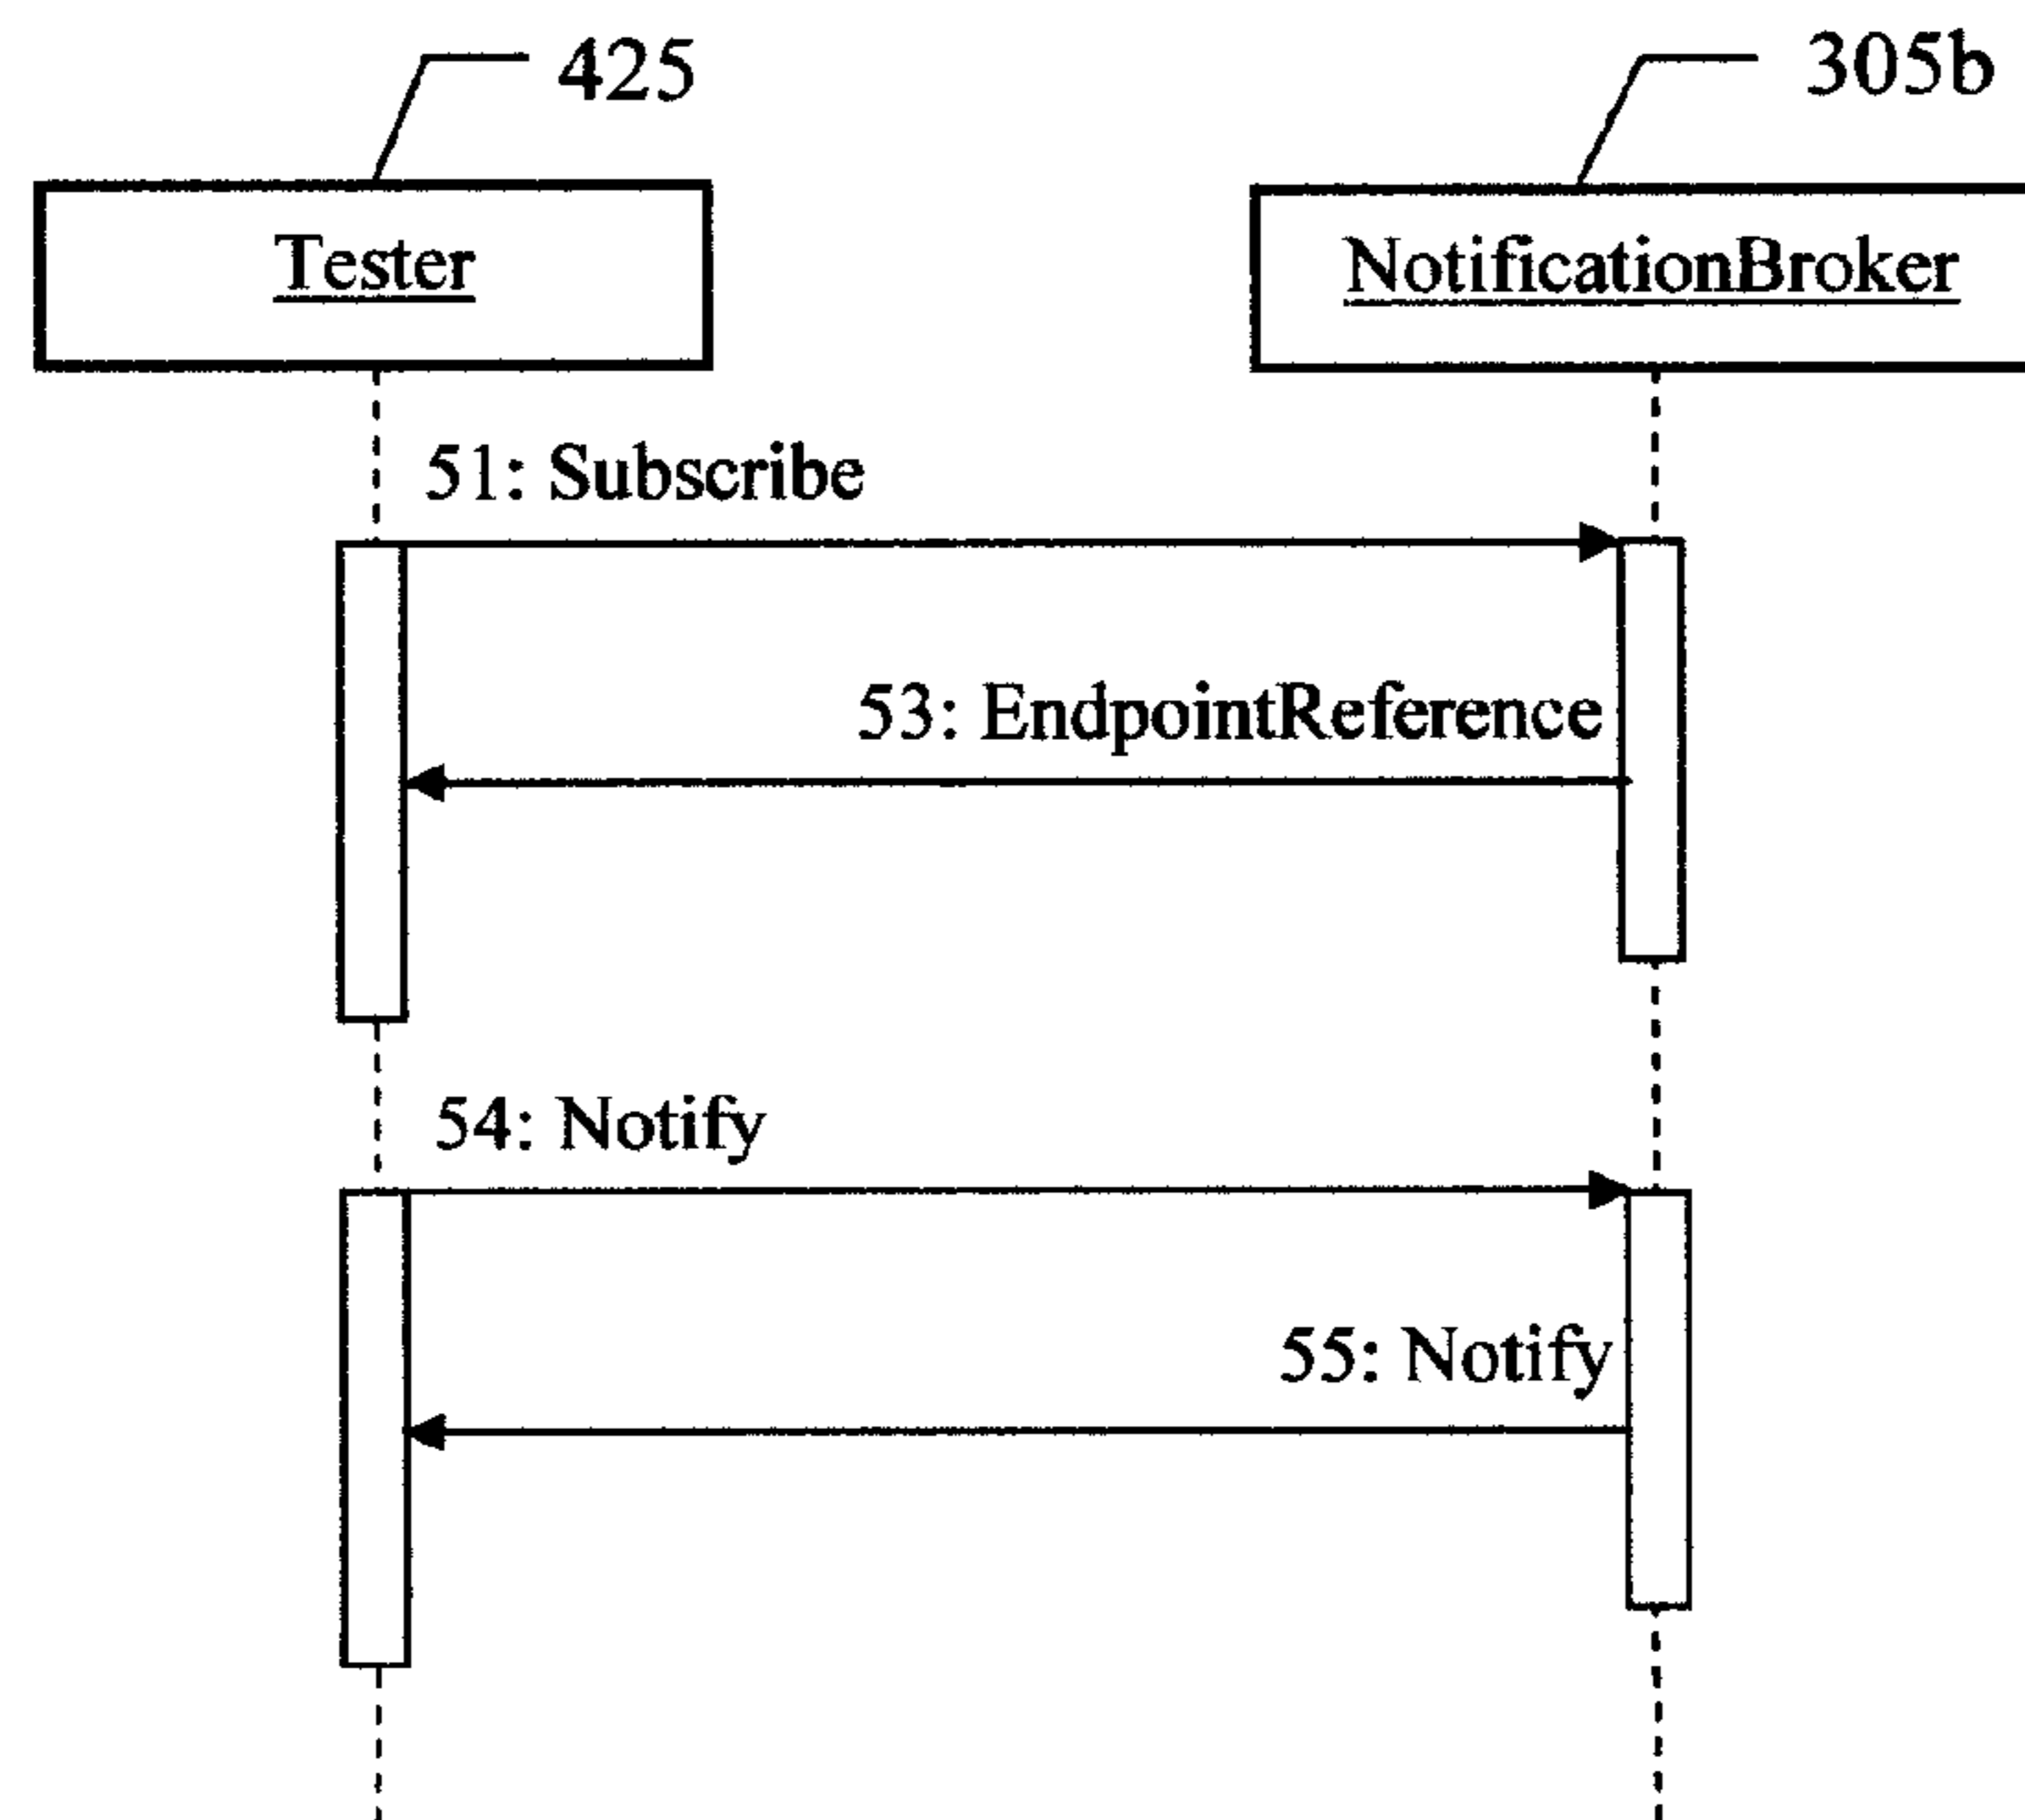 425
305b
Tester
NotificationBroker
51: Subscribe
53: EndpointReference
54: Notify
55: Notify